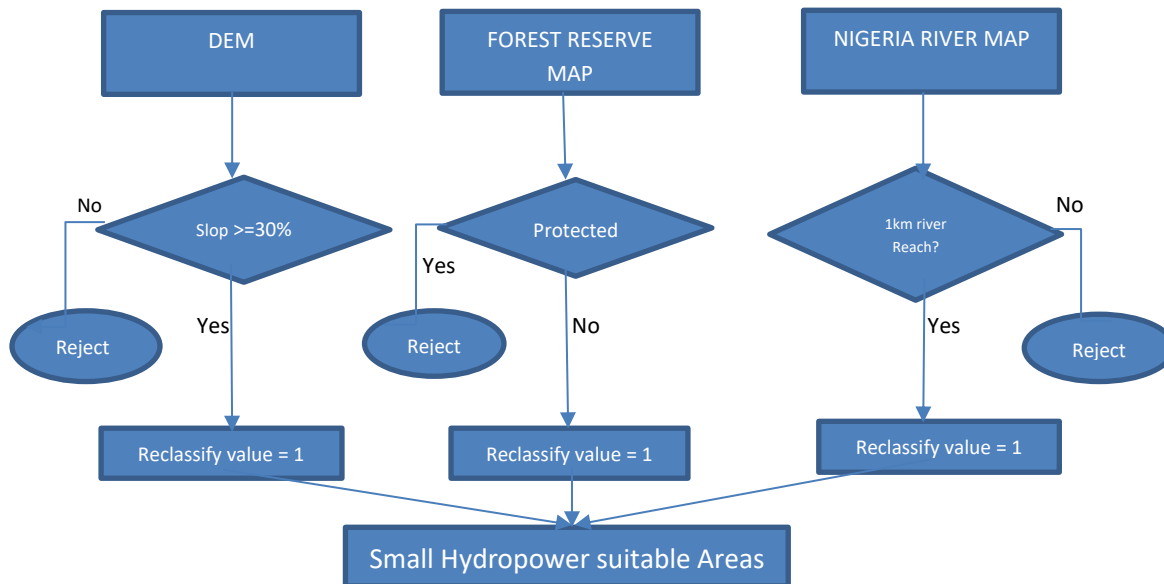 DEM
FOREST RESERVE
MAP
NIGERIA RIVER MAP
No
Slop >=30%
Protected
1km river
Reach?
No
Yes
Reject
Yes
Reject
No
Yes
Reject
Reclassify value = 1
Reclassify value = 1
Reclassify value = 1
Small Hydropower suitable Areas